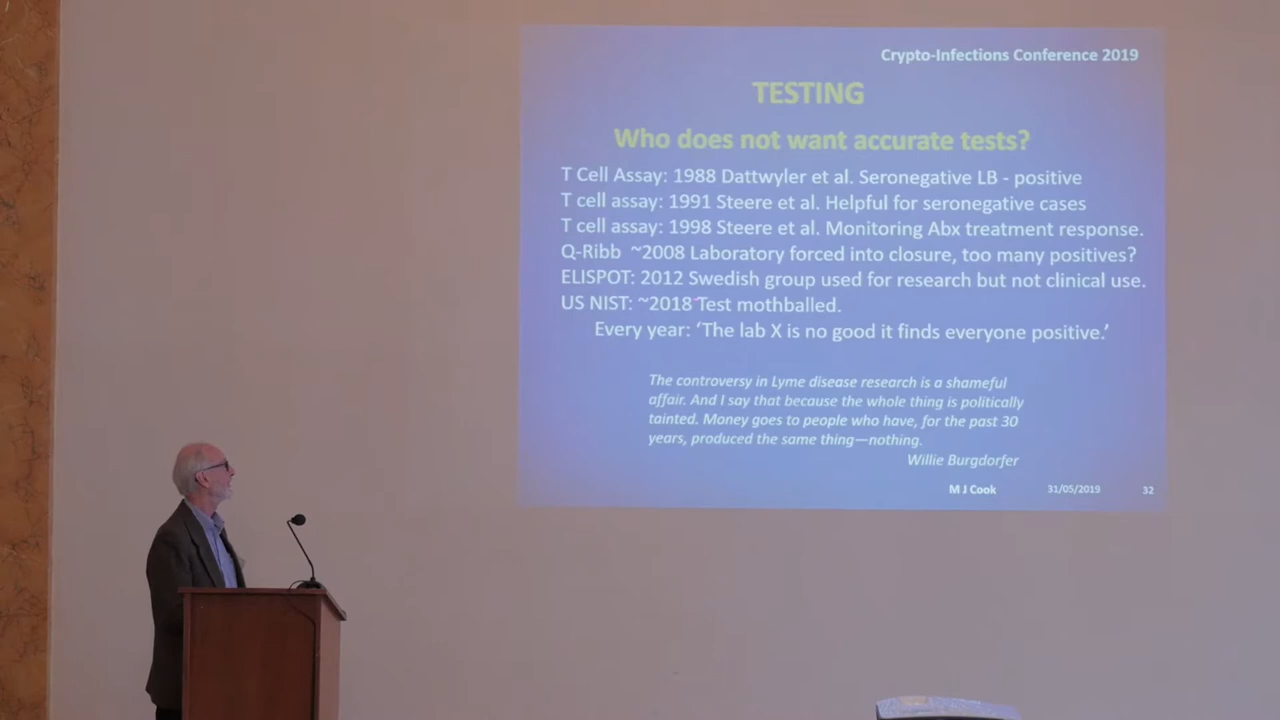 Crypto-Infections Conference 2019
TESTING
Who does not want accurate tests?
T Cell Assay: 1988 Dattwyler et al. Seronegative LB - positive
T cell assay: 1991 Steere et al. Helpful for seronegative cases
T cell assay: 1998 Steere et al. Monitoring Abx treatment response.
Q-Ribb ~2008 Laboratory forced into closure, too many positives?
ELISPOT: 2012 Swedish group used for research but not clinical use.
US NIST: ~2018 Test mothballed.
Every year: ‘The lab X is no good it finds everyone positive.’
The controversy in Lyme disease research is a shameful
affair. And I say that because the whole thing is politically
tainted. Money goes to people who have, for the past 30
years, produced the same thing—nothing.
Willie Burgdorfer
M J Cook 31/05/2019 32